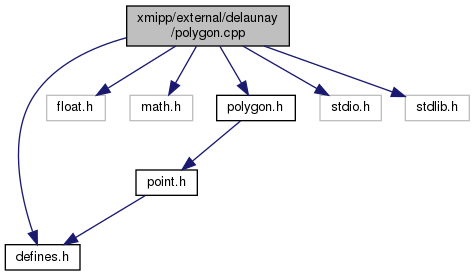 xmipp/external/delaunay
/polygon.cpp
float.h
math.h
polygon.h
stdio.h
stdlib.h
point.h
defines.h